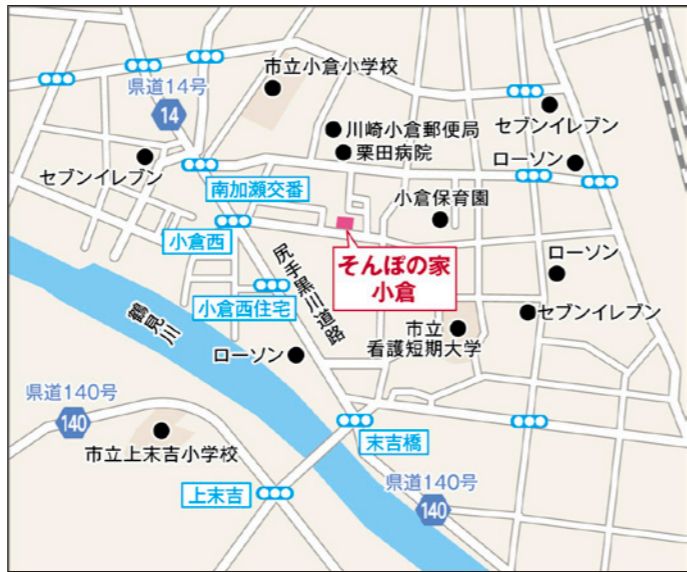 市立小倉小学校
県道14号
14
川崎小倉郵便局
セブンイレブン
栗田病院
ローソン
セブンイレブン
南加瀬交番
小倉保育園
小倉西
そんぽの家
小倉
ローソン
尻手黒川道路
小倉西住宅
鶴見川
セブンイレブン
市立
看護短期大学
ローソン
県道140号
140
末吉橋
市立上末吉小学校
上末吉
県道140号
140